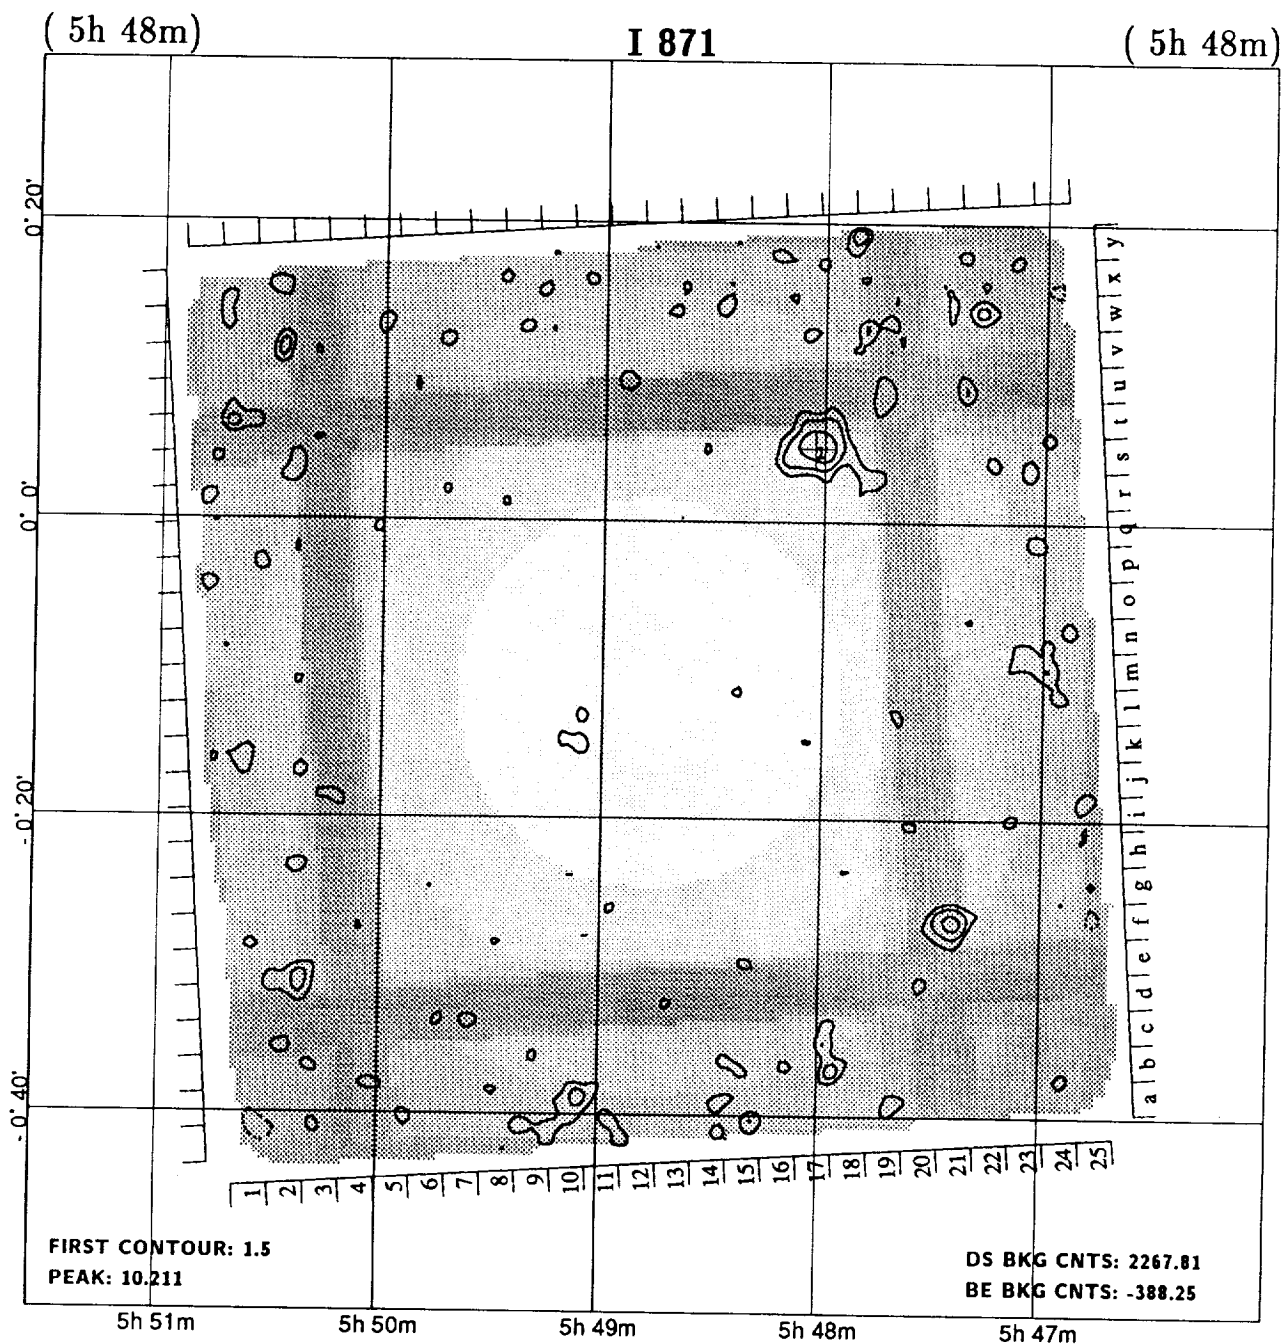 ( 5h 48m)
I 871
( 5h 48m)
0° 20'
0° 0'
-0° 20'
-0° 40'
y
x
w
v
u
t
s
r
q
p
o
n
m
l
k
j
i
h
g
f
e
d
c
b
a
2
1 2 3 4 5 6 7 8 9 10 11 12 13 14 15 16 17 18 19 20 21 22 23 24 25
FIRST CONTOUR: 1.5
PEAK: 10.211
DS BKG CNTS: 2267.81
BE BKG CNTS: -388.25
5h 51m
5h 50m
5h 49m
5h 48m
5h 47m